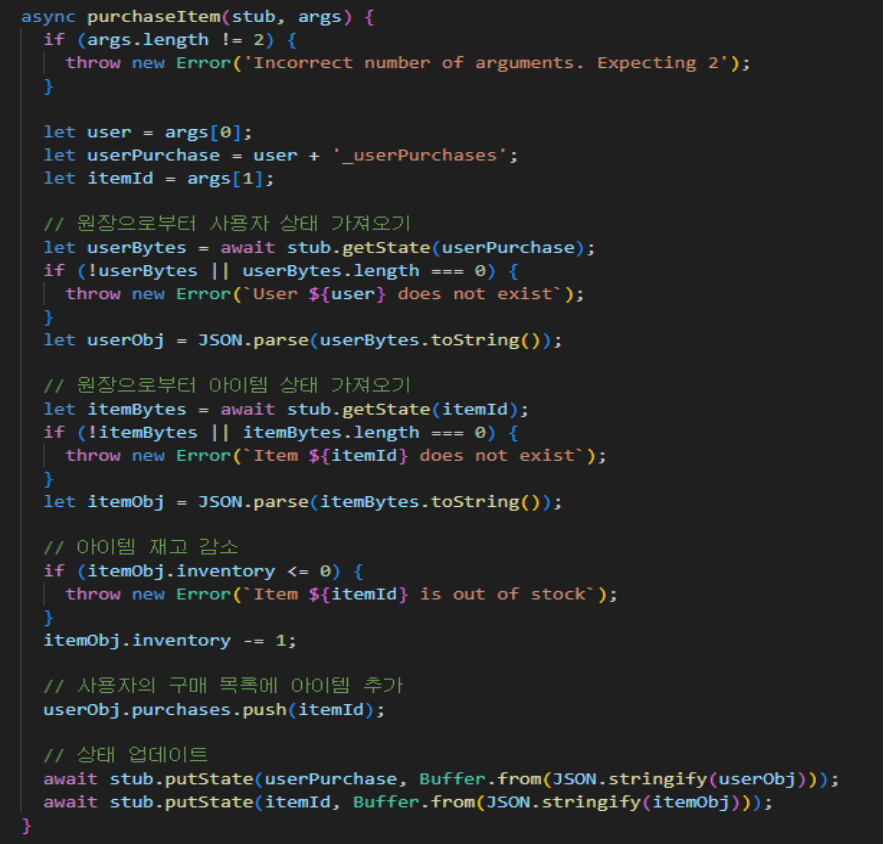 async purchaseItem(stub, args) {
if (args.length != 2) {
throw new Error('Incorrect number of arguments. Expecting 2');
}
let user = args[0];
let userPurchase = user + '_userPurchases';
let itemId = args[1];
// 원장으로부터 사용자 상태 가져오기
let userBytes = await stub.getState(userPurchase);
if (!userBytes || userBytes.length === 0) {
throw new Error(`User ${user} does not exist`);
}
let userObj = JSON.parse(userBytes.toString());
// 원장으로부터 아이템 상태 가져오기
let itemBytes = await stub.getState(itemId);
if (!itemBytes || itemBytes.length === 0) {
throw new Error(`Item ${itemId} does not exist`);
}
let itemObj = JSON.parse(itemBytes.toString());
// 아이템 재고 감소
if (itemObj.inventory <= 0) {
throw new Error(`Item ${itemId} is out of stock`);
}
itemObj.inventory -= 1;
// 사용자의 구매 목록에 아이템 추가
userObj.purchases.push(itemId);
// 상태 업데이트
await stub.putState(userPurchase, Buffer.from(JSON.stringify(userObj)));
await stub.putState(itemId, Buffer.from(JSON.stringify(itemObj)));
}